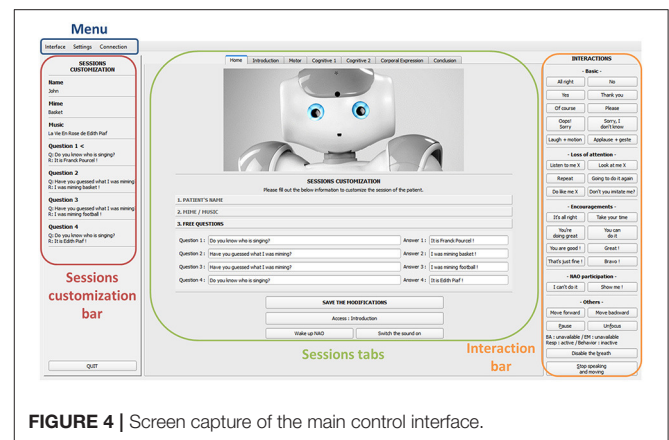 Menu
Interface Settings Connection
SESSIONS
CUSTOMIZATION
Name
John
Mime
Basket
Music
La Vie En Rose de Edith Piaf
Question 1 <
Q: Do you know who is singing?
R: It is Franck Pourcel !
Question 2
Q: Have you guessed what I was mining
R: I was mining basket !
Question 3
Q: Have you guessed what I was mining
R: I was mining football !
Question 4
Q: Do you know who is singing?
R: It is Edith Piaf !
Sessions
customization
bar
QUIT
Home Introduction Motor Cognitive 1 Cognitive 2 Corporal Expression Conclusion
SESSIONS CUSTOMIZATION
Please fill out the below information to customize the session of the patient.
1. PATIENT'S NAME
2. MIME / MUSIC
3. FREE QUESTIONS
Question 1 : Do you know who is singing? Answer 1 : It is Franck Pourcel !
Question 2 : Have you guessed what I was mining? Answer 2 : I was mining basket !
Question 3 : Have you guessed what I was mining? Answer 3 : I was mining football !
Question 4 : Do you know who is singing? Answer 4 : It is Edith Piaf !
SAVE THE MODIFICATIONS
Access : Introduction
Wake up NAO Switch the sound on
Sessions tabs
Interaction
bar
INTERACTIONS
- Basic -
All right No
Yes Thank you
Of course Please
Oops! Sorry, I
Sorry don't know
Laugh + motion Applause + geste
- Loss of
attention -
Listen to me X Look at me X
Repeat Going to do it again
Do like me X Don't you imitate me?
- Encouragements -
It's all right Take your time
You're You can
doing great do it
You are good ! Great !
That's just fine ! Bravo !
- NAO
participation -
I can't do it Show me !
- Others -
Move forward Move backward
Pause Unfocus
BA : unavailable / EM : unavailable
Resp : active /Behavior : inactive
Disable the breath
Stop speaking
and moving
FIGURE 4 | Screen capture of the main control interface.